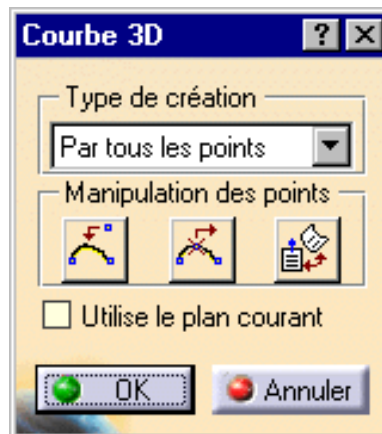 Courbe 3D ? X
Type de création
Par tous les points
Manipulation des points
Utilise le plan courant
OK Annuler